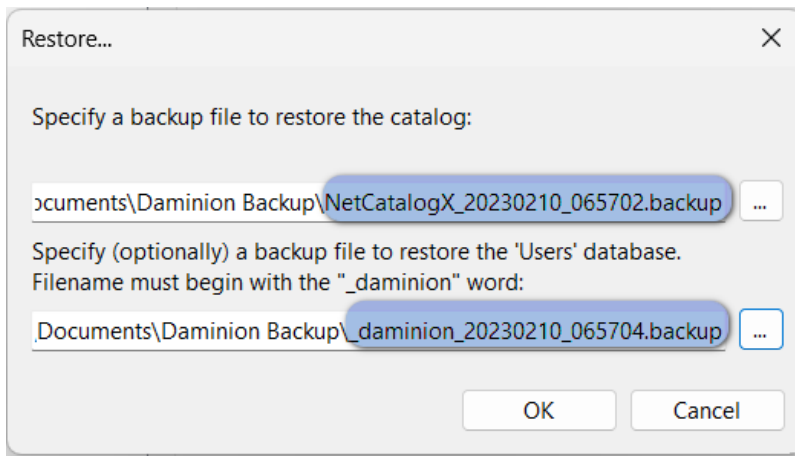 Restore...
Specify a backup file to restore the catalog:
ocuments\Daminion Backup\NetCatalogX_20230210_065702.backup ...
Specify (optionally) a backup file to restore the 'Users' database.
Filename must begin with the "_daminion" word:
\Documents\Daminion Backup\_daminion_20230210_065704.backup ...
OK Cancel